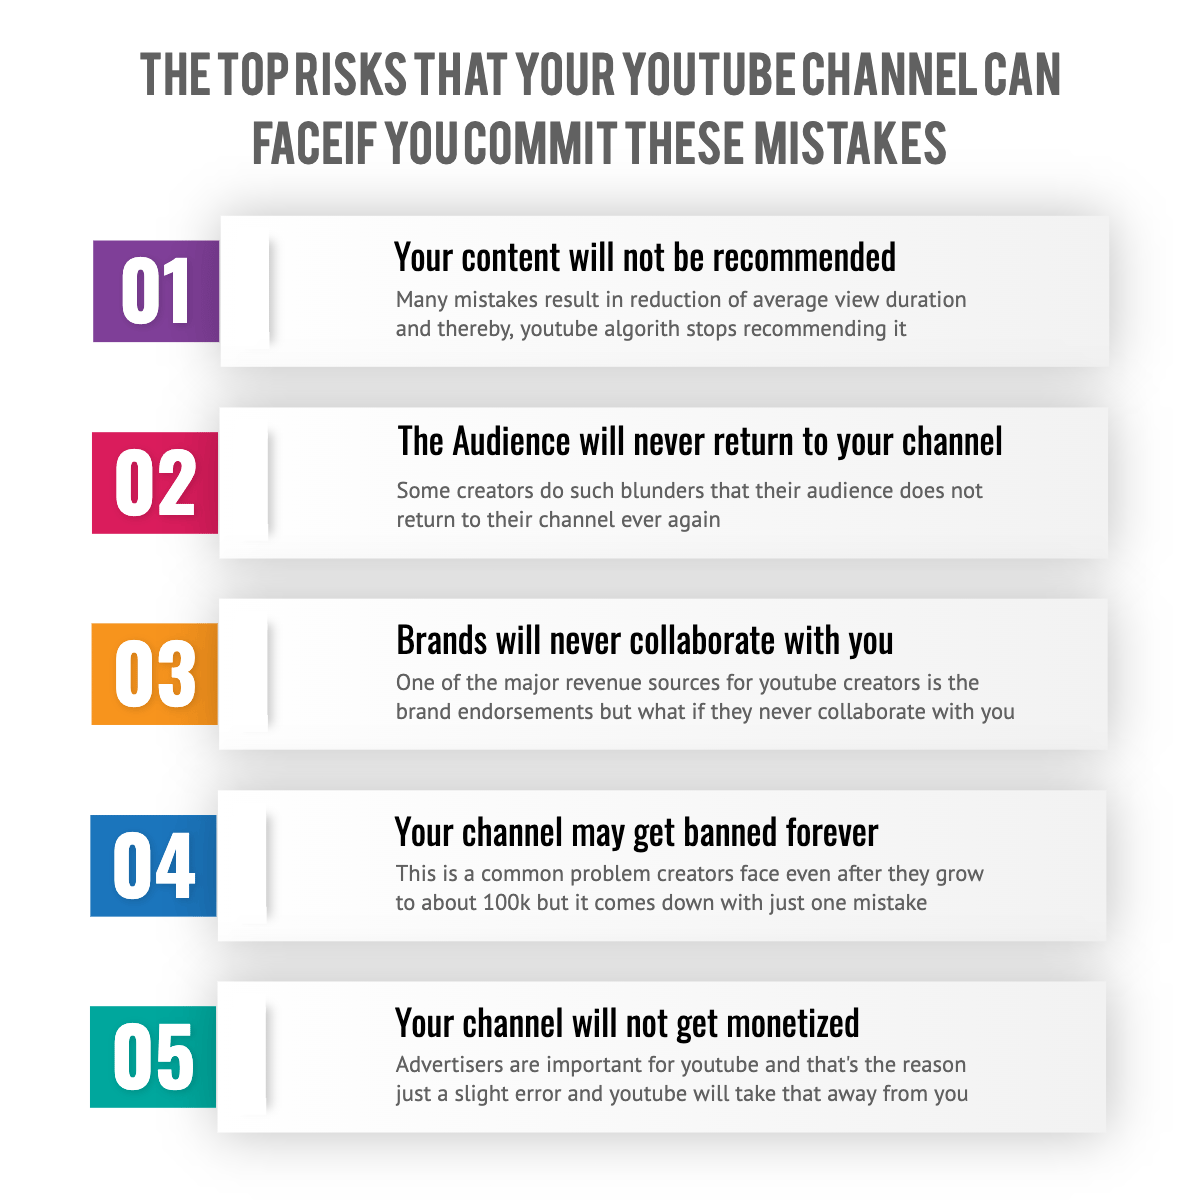 THE TOP RISKS THAT YOUR YOUTUBE CHANNEL CAN
FACEIF YOU COMMIT THESE MISTAKES
01
Your content will not be recommended
Many mistakes result in reduction of average view duration
and thereby, youtube algorith stops recommending it
02
The Audience will never return to your channel
Some creators do such blunders that their audience does not
return to their channel ever again
03
Brands will never collaborate with you
One of the major revenue sources for youtube creators is the
brand endorsements but what if they never collaborate with you
04
Your channel may get banned forever
This is a common problem creators face even after they grow
to about 100k but it comes down with just one mistake
05
Your channel will not get monetized
Advertisers are important for youtube and that's the reason
just a slight error and youtube will take that away from you